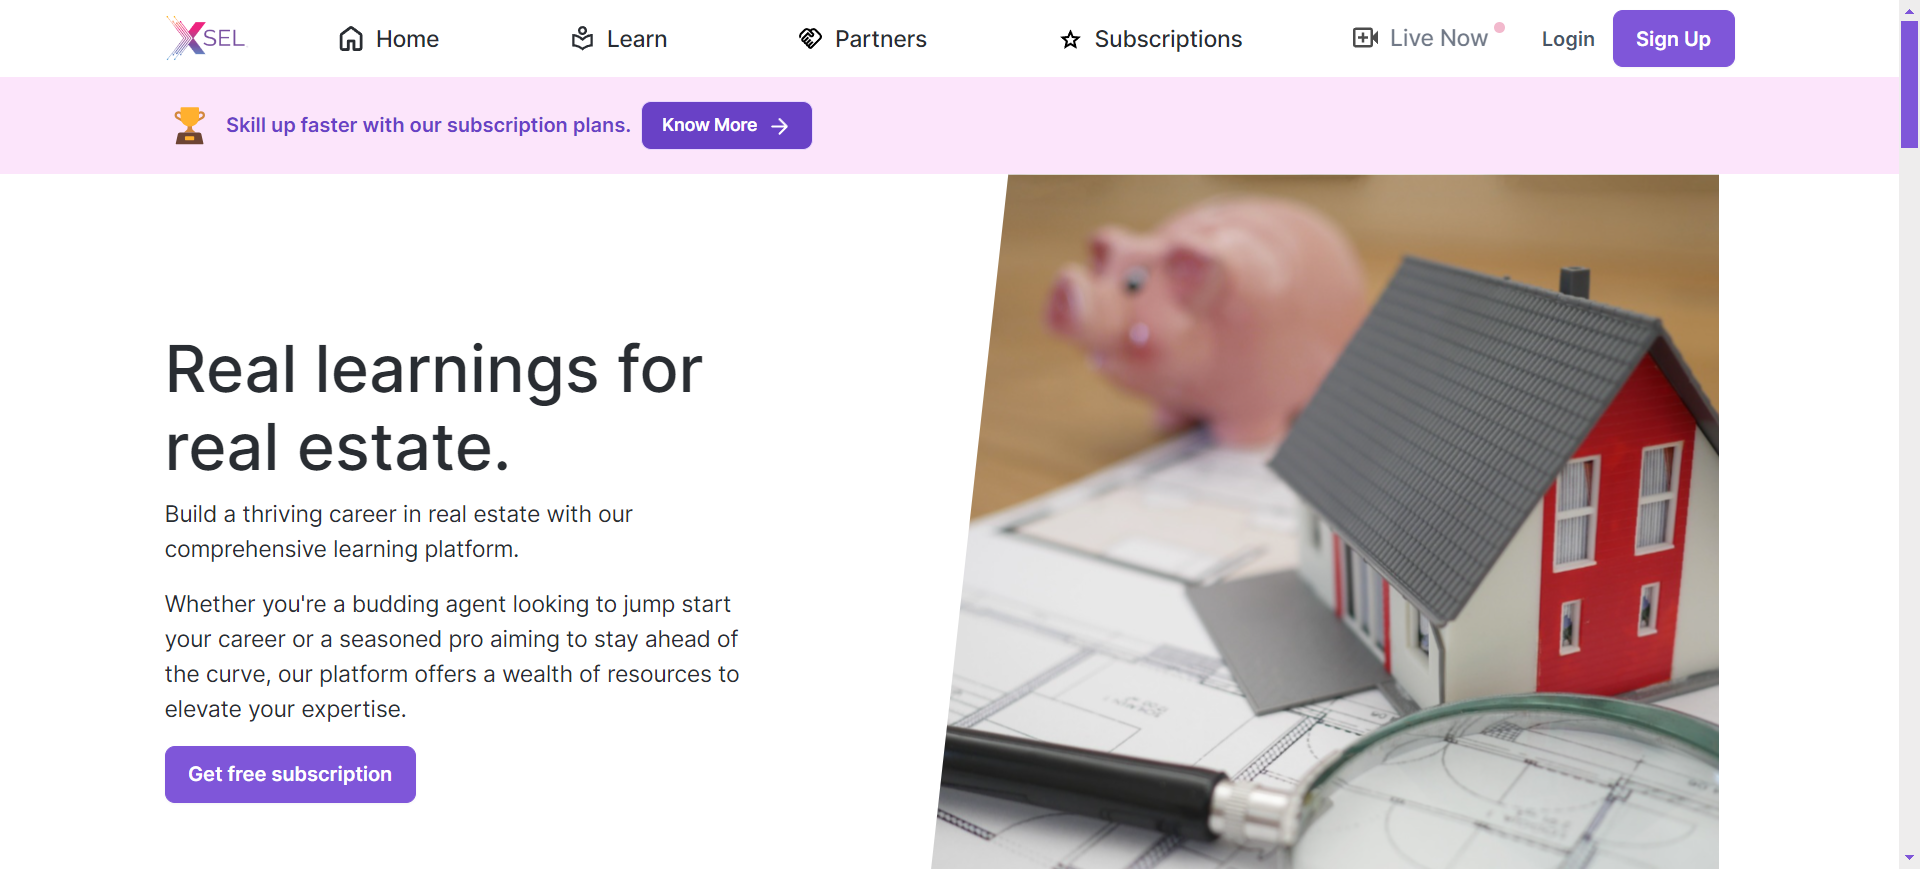 XSEL
Home
Learn
Partners
Subscriptions
Live Now
Login
Sign Up
Skill up faster with our subscription plans.
Know More
Real learnings for
real estate.
Build a thriving career in real estate with our
comprehensive learning platform.
Whether you're a budding agent looking to jump start
your career or a seasoned pro aiming to stay ahead of
the curve, our platform offers a wealth of resources to
elevate your expertise.
Get free subscription